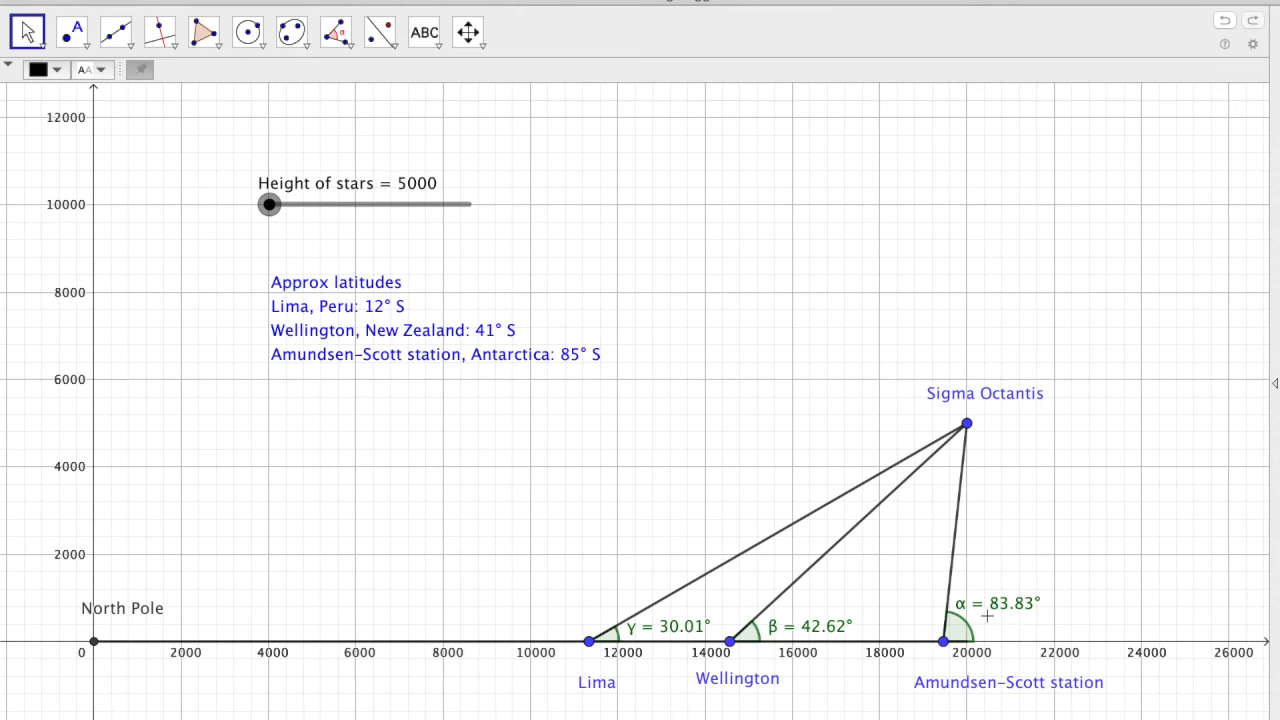 A
α
ABC
AA
12000
Height of stars = 5000
10000
Approx latitudes
8000
Lima, Peru: 12° S
Wellington, New Zealand: 41° S
Amundsen-Scott station, Antarctica: 85° S
6000
Sigma Octantis
4000
2000
North Pole
γ = 30.01°
β = 42.62°
α = 83.83°
0 2000 4000 6000 8000 10000 12000 14000 16000 18000 20000 22000 24000 26000
Lima
Wellington
Amundsen-Scott station